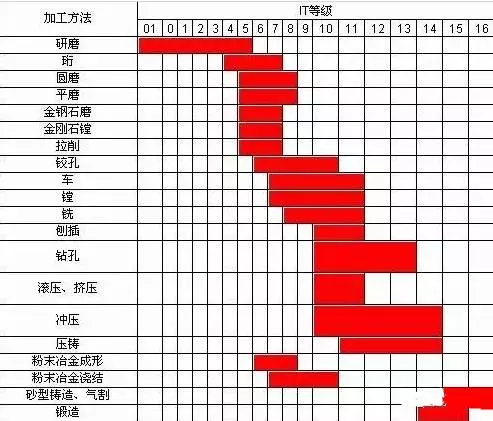 加工方法 IT等级
01 0 1 2 3 4 5 6 7 8 9 10 11 12 13 14 15 16
研磨
珩
圆磨
平磨
金钢石磨
金刚石镗
拉削
铰孔
车
镗
铣
刨插
钻孔
滚压、挤压
冲压
压铸
粉末冶金成形
粉末冶金浇结
砂型铸造、气割
锻造